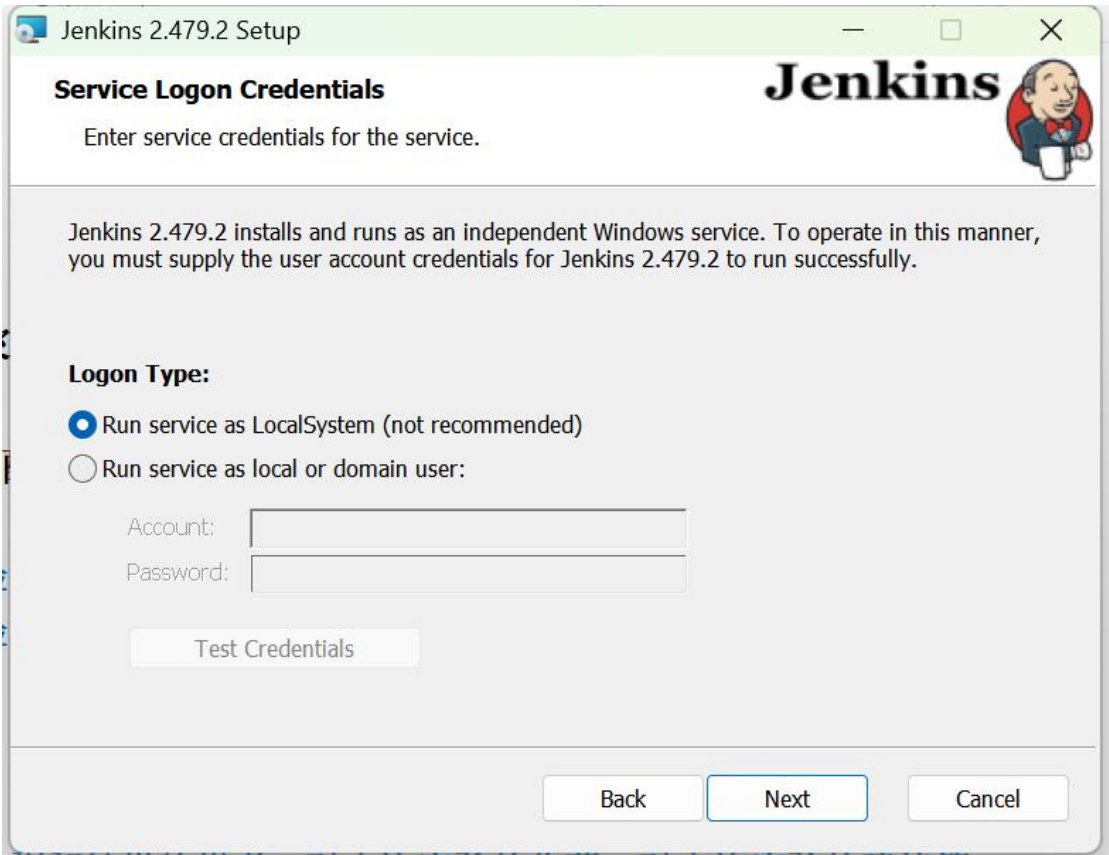 Jenkins 2.479.2 Setup
Service Logon Credentials
Jenkins
Enter service credentials for the service.
Jenkins 2.479.2 installs and runs as an independent Windows service. To operate in this manner,
you must supply the user account credentials for Jenkins 2.479.2 to run successfully.
Logon Type:
Run service as LocalSystem (not recommended)
Run service as local or domain user:
Account:
Password:
Test Credentials
Back Next Cancel